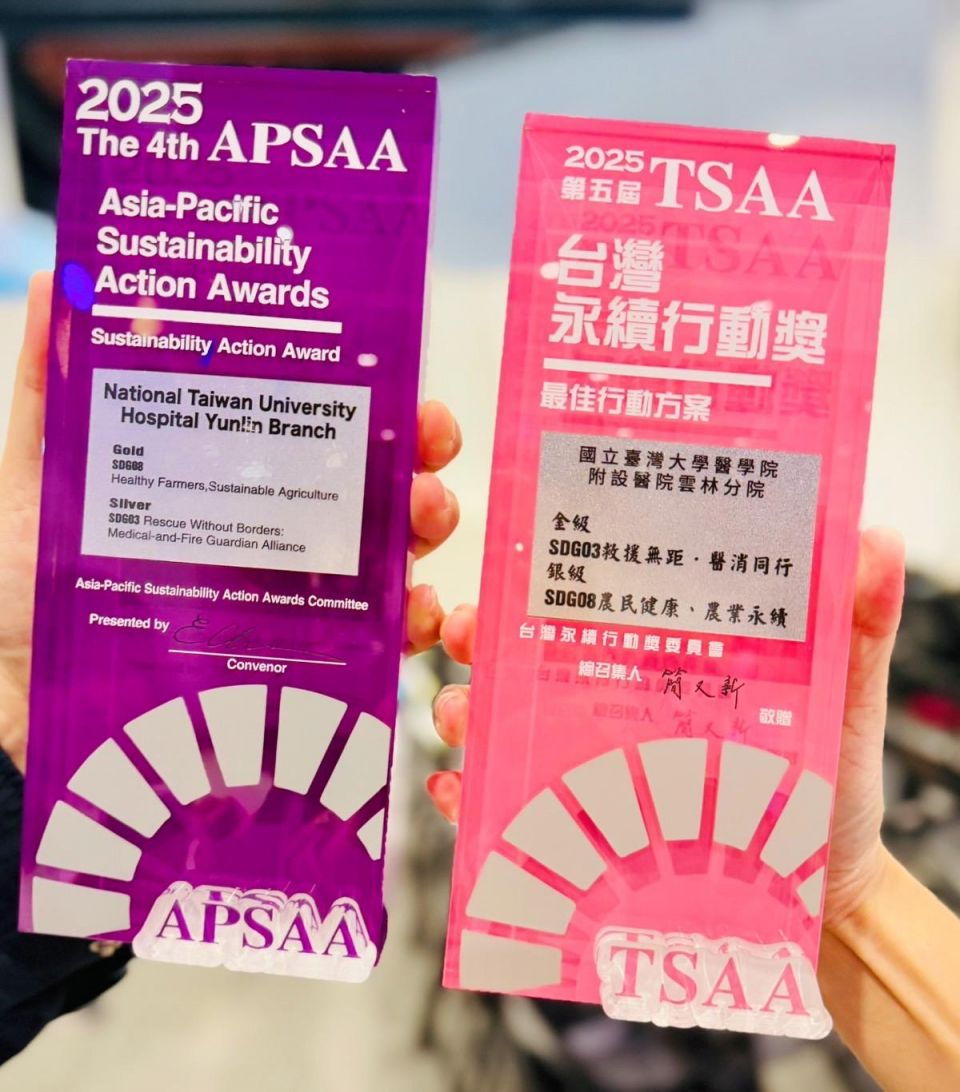 2025
The 4th APSAA
Asia-Pacific
Sustainability
Action Awards
Sustainability Action Award
National Taiwan University
Hospital Yunlin Branch
Gold
SDG08
Healthy Farmers,Sustainable Agriculture
Silver
SDG03 Rescue Without Borders:
Medical-and-Fire Guardian Alliance
Asia-Pacific Sustainability Action Awards Committee
Presented by
Convenor
APSAA
2025
第五屆 TSAA
台灣
永續行動獎
最佳行動方案
國立臺灣大學醫學院
附設醫院雲林分院
金級
SDG03救援無距・醫消同行
銀級
SDG08農民健康、農業永續
台灣永續行動獎委員會
總召集人 簡又新
敬贈
TSAA